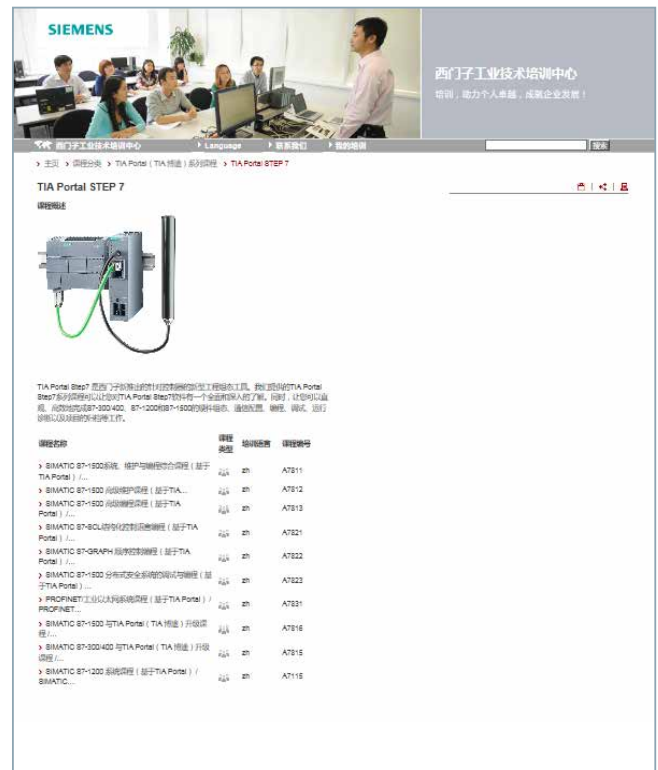 SIEMENS
西门子工业技术培训中心
培训，助力个人卓越，成就企业发展！
西门子工业技术培训中心 Language 联系我们 我的培训 搜索
主页 课程分类 TIA Portal（TIA 博途）系列课程 TIA Portal STEP 7
TIA Portal STEP 7
课程概述
TIA Portal Step7 是西门子新推出的针对控制器的新型工程组态工具。我们提供的TIA Portal
Step7系列课程可以让您对TIA Portal Step7软件有一个全面和深入的了解。同时，让您可以直
观、高效地完成S7-300/400、S7-1200和S7-1500的硬件组态、通信配置、编程、调试、运行
诊断以及项目的归档等工作。
课程名称 课程 培训语言 课程编号
类型
SIMATIC S7-1500系统、维护与编程综合课程（基于 zh A7811
TIA Portal）/...
SIMATIC S7-1500 高级维护课程（基于TIA... zh A7812
SIMATIC S7-1500 高级编程课程（基于TIA zh A7813
Portal）/...
SIMATIC S7-SCL结构化控制语言编程（基于TIA zh A7821
Portal）/...
SIMATIC S7-GRAPH 顺序控制编程（基于TIA zh A7822
Portal）/...
SIMATIC S7-1500 分布式安全系统的调试与编程（基 zh A7823
于TIA Portal）...
PROFINET/工业以太网系统课程（基于TIA Portal）/ zh A7831
PROFINET...
SIMATIC S7-1500 与TIA Portal（TIA 博途）升级课 zh A7816
程 /...
SIMATIC S7-300/400 与TIA Portal（TIA 博途）升级 zh A7815
课程 /...
SIMATIC S7-1200 系统课程（基于TIA Portal）/ zh A7115
SIMATIC...